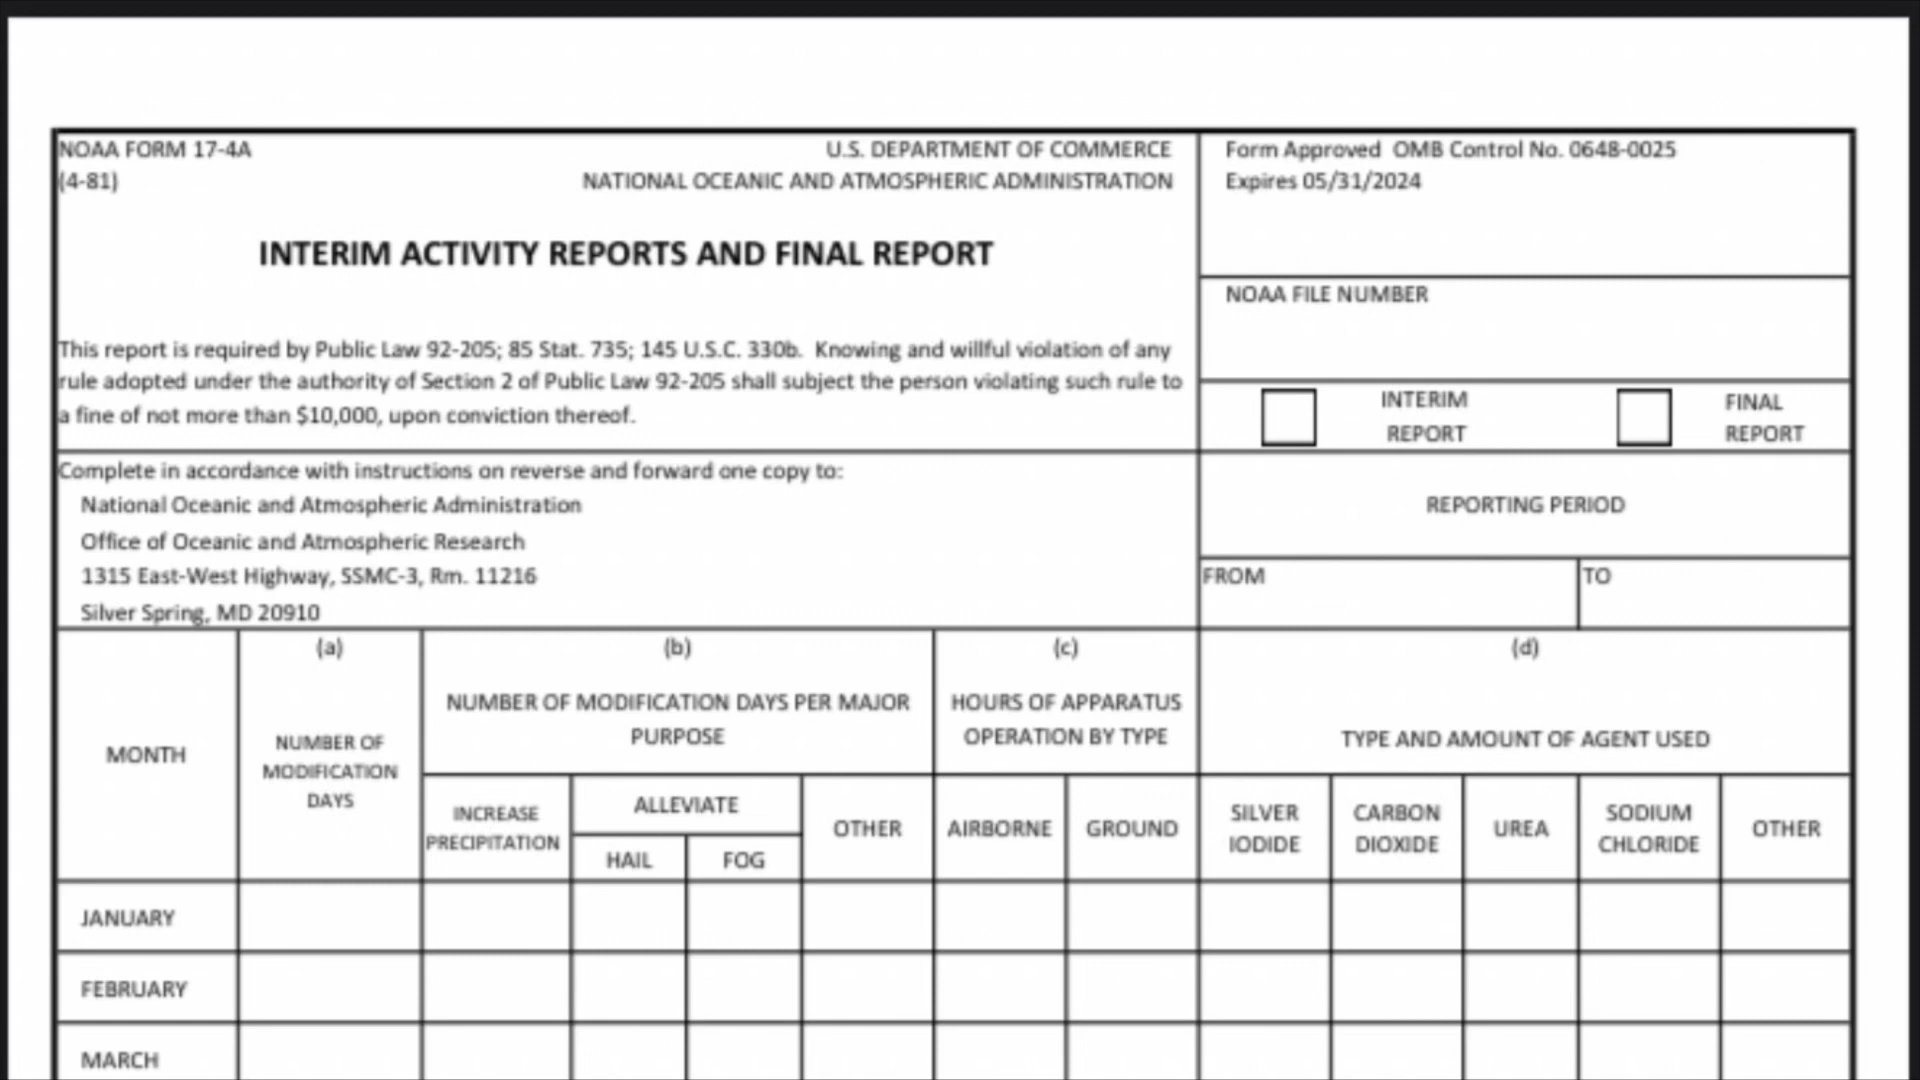 NOAA FORM 17-4A
(4-81)
U.S. DEPARTMENT OF COMMERCE
NATIONAL OCEANIC AND ATMOSPHERIC ADMINISTRATION
INTERIM ACTIVITY REPORTS AND FINAL REPORT
This report is required by Public Law 92-205; 85 Stat. 735; 145 U.S.C. 330b.  Knowing and willful violation of any
rule adopted under the authority of Section 2 of Public Law 92-205 shall subject the person violating such rule to
a fine of not more than $10,000, upon conviction thereof.
Form Approved  OMB Control No. 0648-0025
Expires 05/31/2024
NOAA FILE NUMBER
INTERIM
REPORT
FINAL
REPORT
Complete in accordance with instructions on reverse and forward one copy to:
National Oceanic and Atmospheric Administration
Office of Oceanic and Atmospheric Research
1315 East-West Highway, SSMC-3, Rm. 11216
Silver Spring, MD 20910
REPORTING PERIOD
FROM
TO
MONTH
(a)
NUMBER OF
MODIFICATION
DAYS
(b)
NUMBER OF MODIFICATION DAYS PER MAJOR
PURPOSE
INCREASE
PRECIPITATION
ALLEVIATE
HAIL
FOG
OTHER
(c)
HOURS OF APPARATUS
OPERATION BY TYPE
AIRBORNE
GROUND
(d)
TYPE AND AMOUNT OF AGENT USED
SILVER
IODIDE
CARBON
DIOXIDE
UREA
SODIUM
CHLORIDE
OTHER
JANUARY
FEBRUARY
MARCH